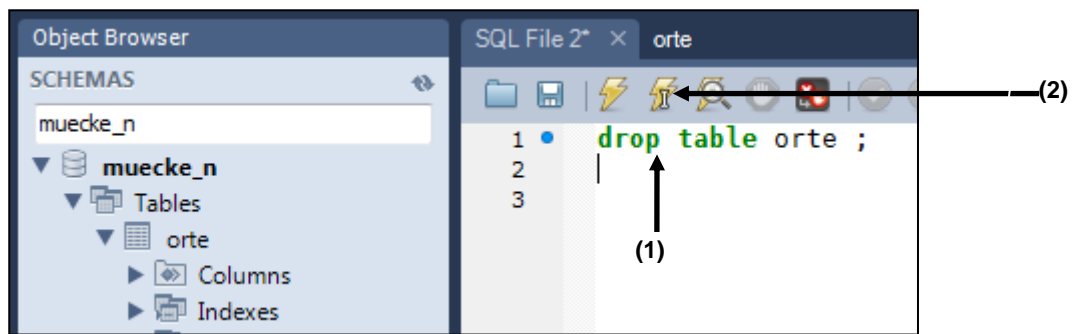 Object Browser
SCHEMAS
muecke_n
muecke_n
Tables
orte
Columns
Indexes
SQL File 2* × orte
1 drop table orte ;
2
3
(1)
(2)